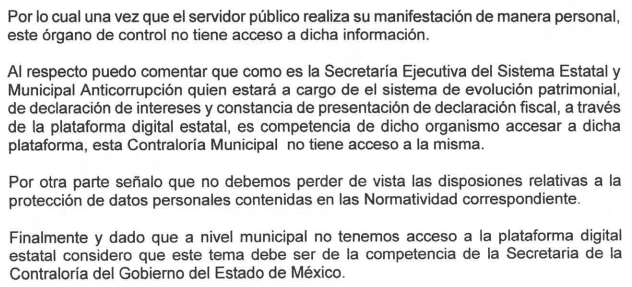 Por lo cual una vez que el servidor público realiza su manifestación de manera personal,
este órgano de control no tiene acceso a dicha información.
Al respecto puedo comentar que como es la Secretaría Ejecutiva del Sistema Estatal y
Municipal Anticorrupción quien estará a cargo de el sistema de evolución patrimonial,
de declaración de intereses y constancia de presentación de declaración fiscal, a través
de la plataforma digital estatal, es competencia de dicho organismo accesar a dicha
plataforma, esta Contraloría Municipal no tiene acceso a la misma.
Por otra parte señalo que no debemos perder de vista las disposiones relativas a la
protección de datos personales contenidas en las Normatividad correspondiente.
Finalmente y dado que a nivel municipal no tenemos acceso a la plataforma digital
estatal considero que este tema debe ser de la competencia de la Secretaria de la
Contraloría del Gobierno del Estado de México.